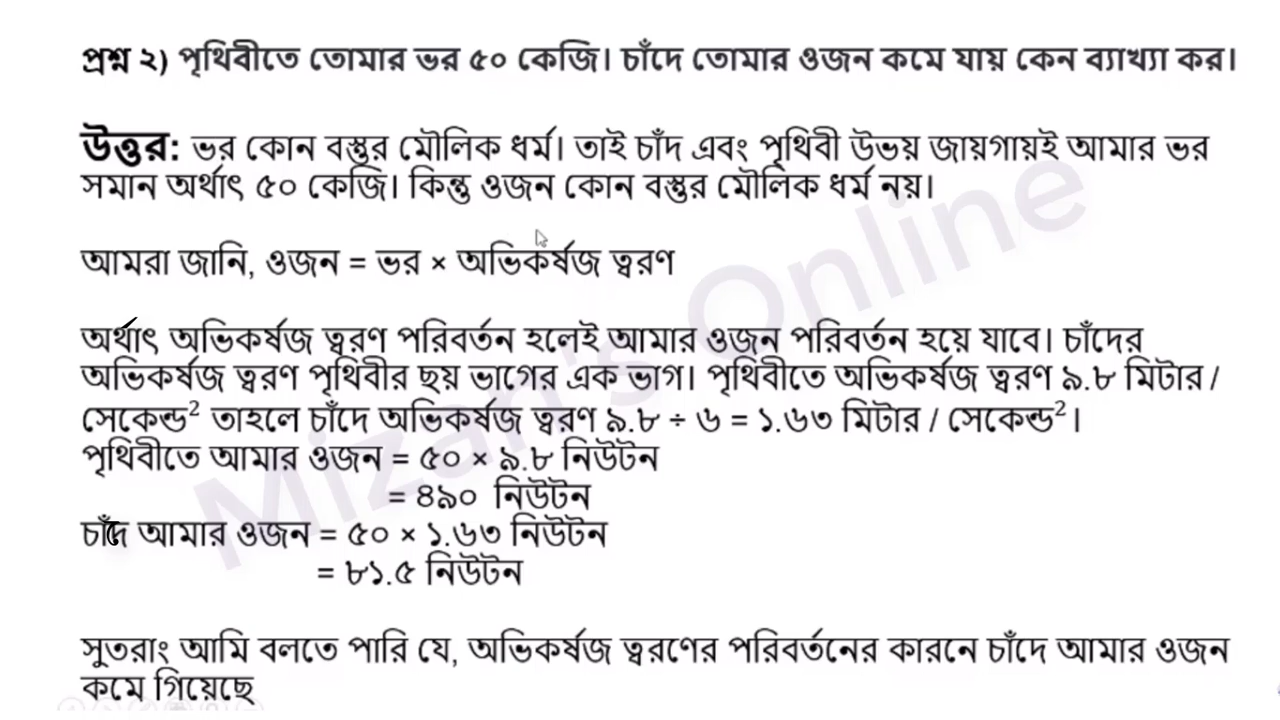 প্রশ্ন ২) পৃথিবীতে তোমার ভর ৫০ কেজি। চাঁদে তোমার ওজন কমে যায় কেন ব্যাখ্যা কর।
উত্তর: ভর কোন বস্তুর মৌলিক ধর্ম। তাই চাঁদ এবং পৃথিবী উভয় জায়গায়ই আমার ভর
সমান অর্থাৎ ৫০ কেজি। কিন্তু ওজন কোন বস্তুর মৌলিক ধর্ম নয়।
আমরা জানি, ওজন = ভর × অভিকর্ষজ ত্বরণ
অর্থাৎ অভিকর্ষজ ত্বরণ পরিবর্তন হলেই আমার ওজন পরিবর্তন হয়ে যাবে। চাঁদের
অভিকর্ষজ ত্বরণ পৃথিবীর ছয় ভাগের এক ভাগ। পৃথিবীতে অভিকর্ষজ ত্বরণ ৯.৮ মিটার /
সেকেন্ড² তাহলে চাঁদে অভিকর্ষজ ত্বরণ ৯.৮ ÷ ৬ = ১.৬৩ মিটার / সেকেন্ড²।
পৃথিবীতে আমার ওজন = ৫০ × ৯.৮ নিউটন
= ৪৯০ নিউটন
চাঁদে আমার ওজন = ৫০ × ১.৬৩ নিউটন
= ৮১.৫ নিউটন
সুতরাং আমি বলতে পারি যে, অভিকর্ষজ ত্বরণের পরিবর্তনের কারনে চাঁদে আমার ওজন
কমে গিয়েছে
Mizan's Online